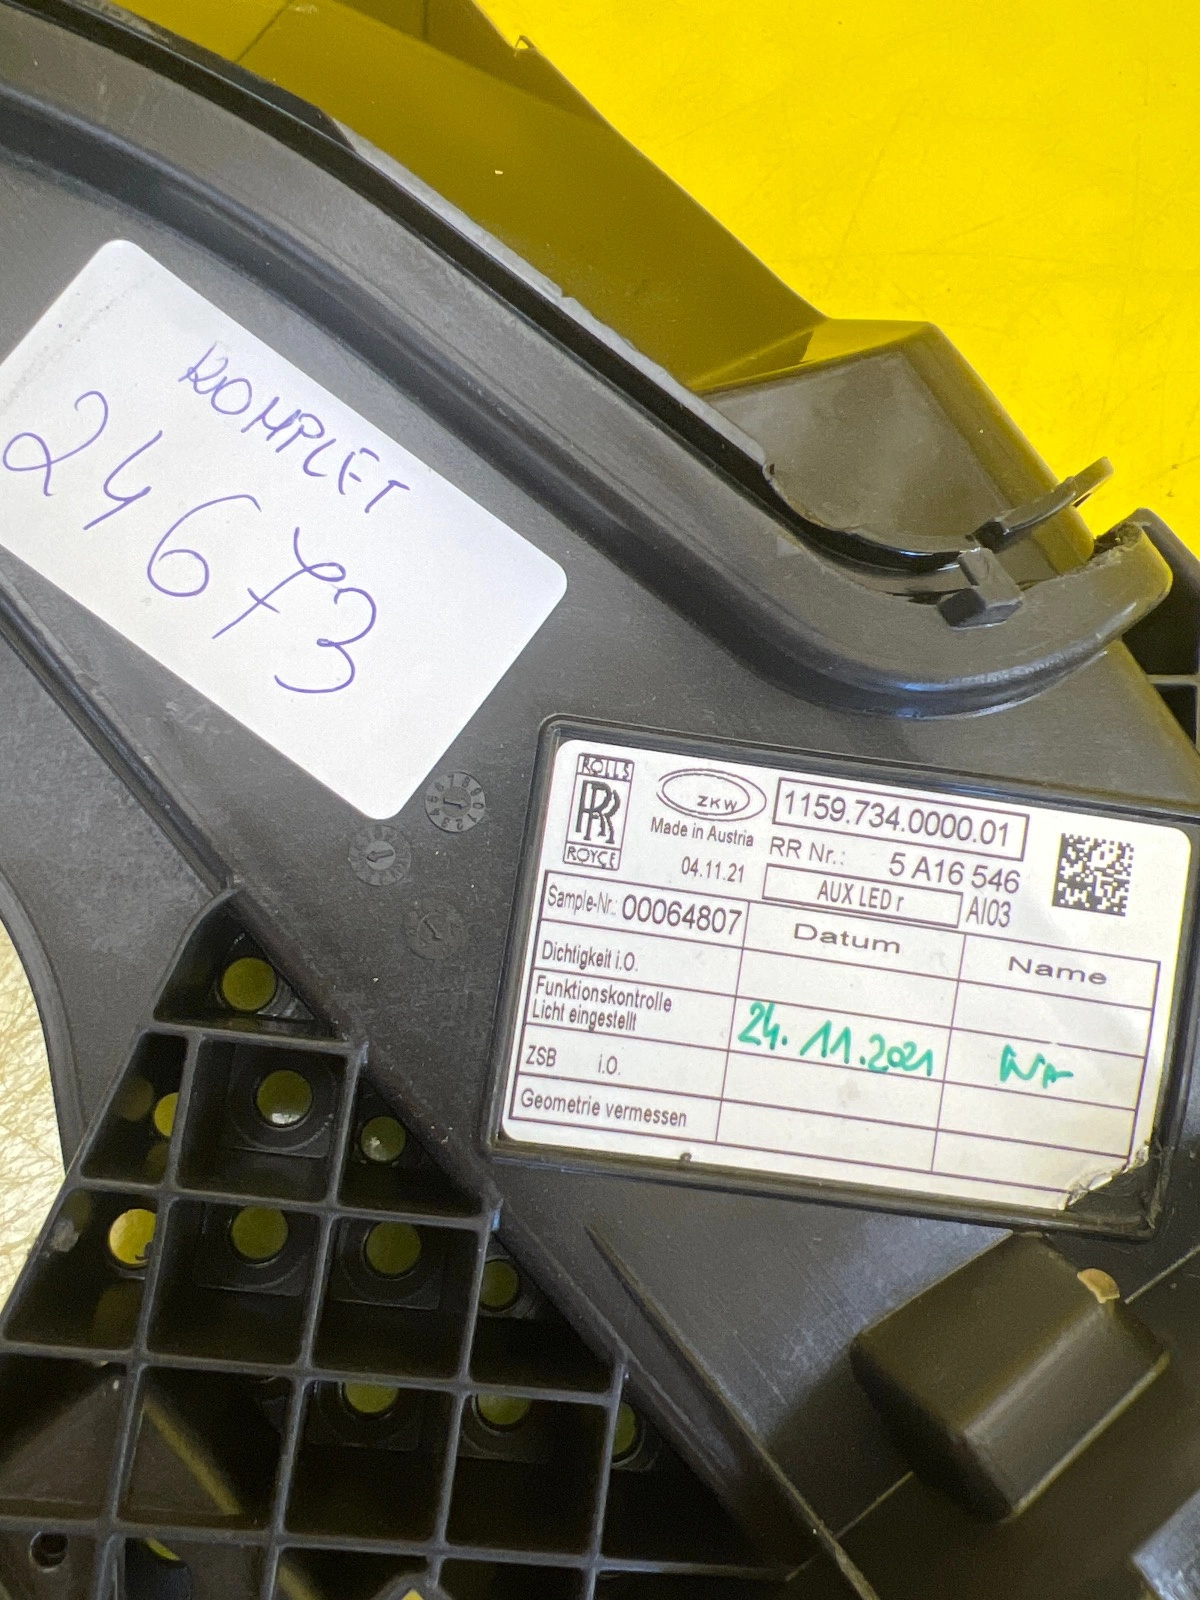 KOMPLET
24673
ROLLS
RR
ROYCE
ZKW
Made in Austria
04.11.21
1159.734.0000.01
RR Nr.: 5 A16 546
AUX LED r AI03
Sample-Nr.: 00064807
Datum Name
Dichtigkeit i.O.
Funktionskontrolle
Licht eingestellt
24.11.2021
ZSB i.O.
Geometrie vermessen